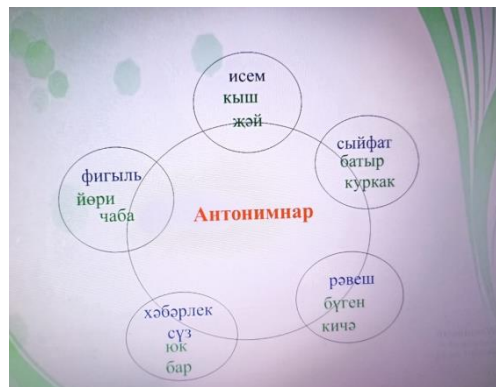 исем
кыш
җәй
сыйфат
батыр
куркак
фигыль
йөри
чаба
Антонимнар
рәвеш
бүген
кичә
хәбәрлек
сүз
юк
бар